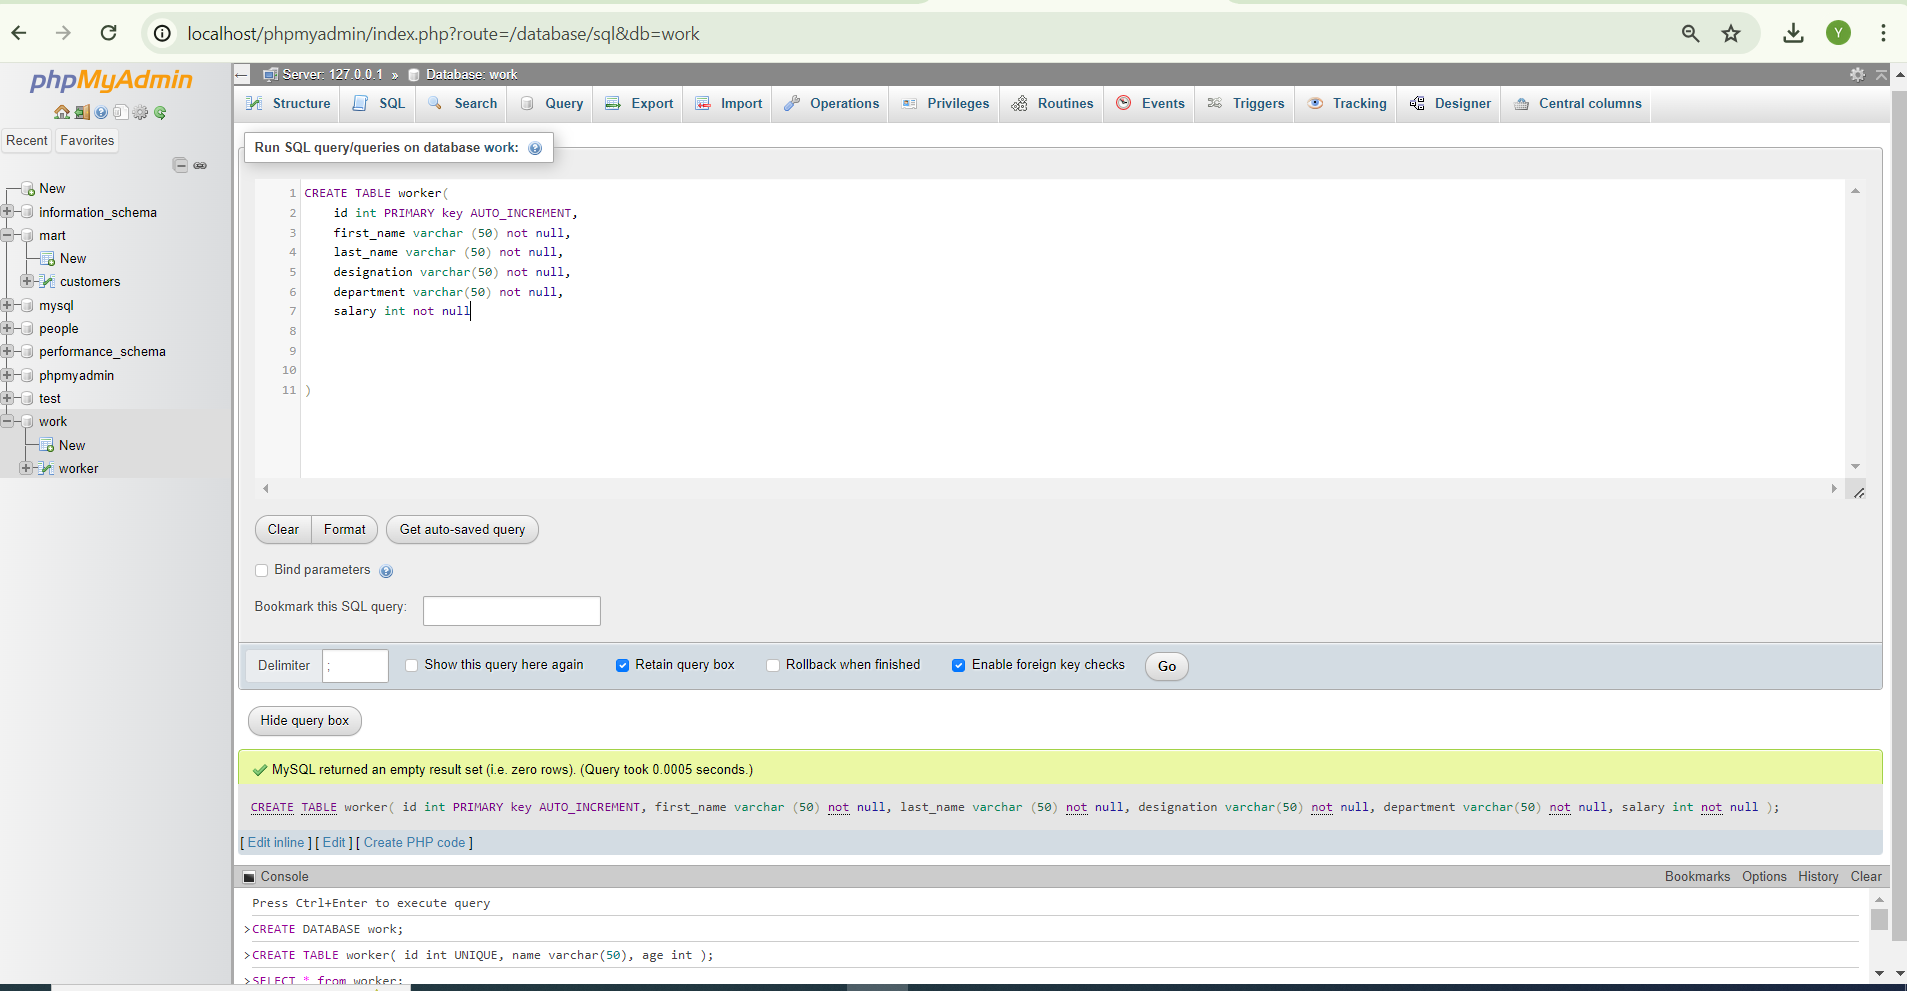 localhost/phpmyadmin/index.php?route=/database/sql&db=work
Y
phpMyAdmin
Server: 127.0.0.1 » Database: work
Structure SQL Search Query Export Import Operations Privileges Routines Events Triggers Tracking Designer Central columns
Recent Favorites
New
information_schema
mart
New
customers
mysql
people
performance_schema
phpmyadmin
test
work
New
worker
Run SQL query/queries on database work:
1 CREATE TABLE worker(
2 id int PRIMARY key AUTO_INCREMENT,
3 first_name varchar (50) not null,
4 last_name varchar (50) not null,
5 designation varchar(50) not null,
6 department varchar(50) not null,
7 salary int not null
8
9
10
11 )
Clear Format Get auto-saved query
Bind parameters
Bookmark this SQL query:
Delimiter ; Show this query here again Retain query box Rollback when finished Enable foreign key checks Go
Hide query box
MySQL returned an empty result set (i.e. zero rows). (Query took 0.0005 seconds.)
CREATE TABLE worker( id int PRIMARY key AUTO_INCREMENT, first_name varchar (50) not null, last_name varchar (50) not null, designation varchar(50) not null, department varchar(50) not null, salary int not null );
[ Edit inline ] [ Edit ] [ Create PHP code ]
Console Bookmarks Options History Clear
Press Ctrl+Enter to execute query
>CREATE DATABASE work;
>CREATE TABLE worker( id int UNIQUE, name varchar(50), age int );
>SELECT * from worker;